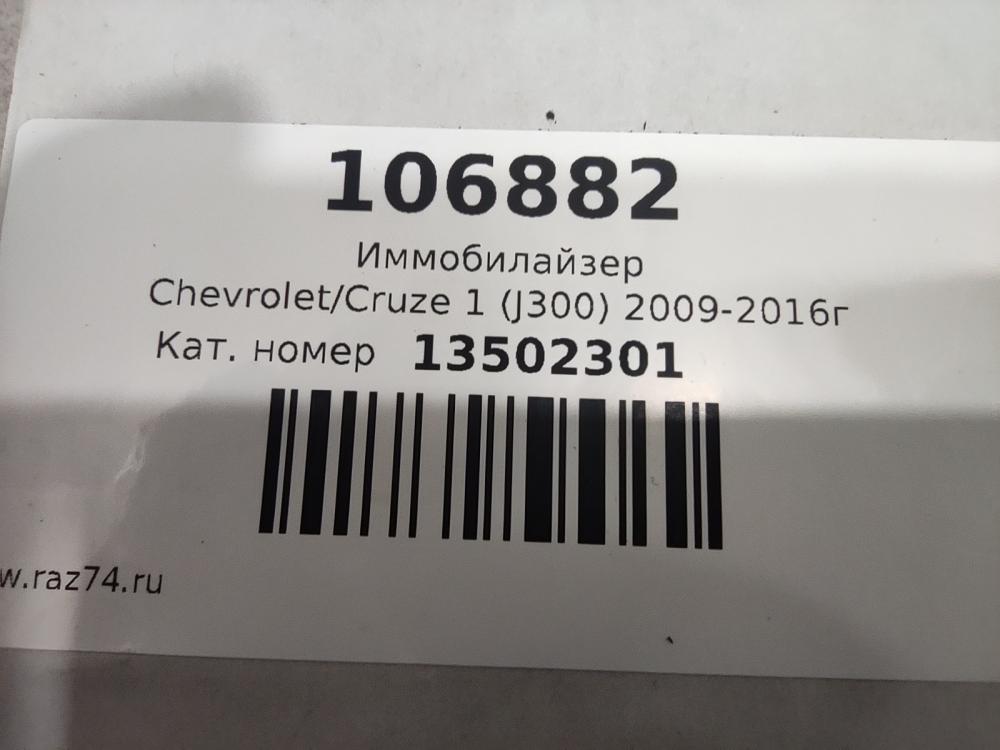 106882
Иммобилайзер
Chevrolet/Cruze 1 (J300) 2009-2016г
Кат. номер 13502301
w.raz74.ru